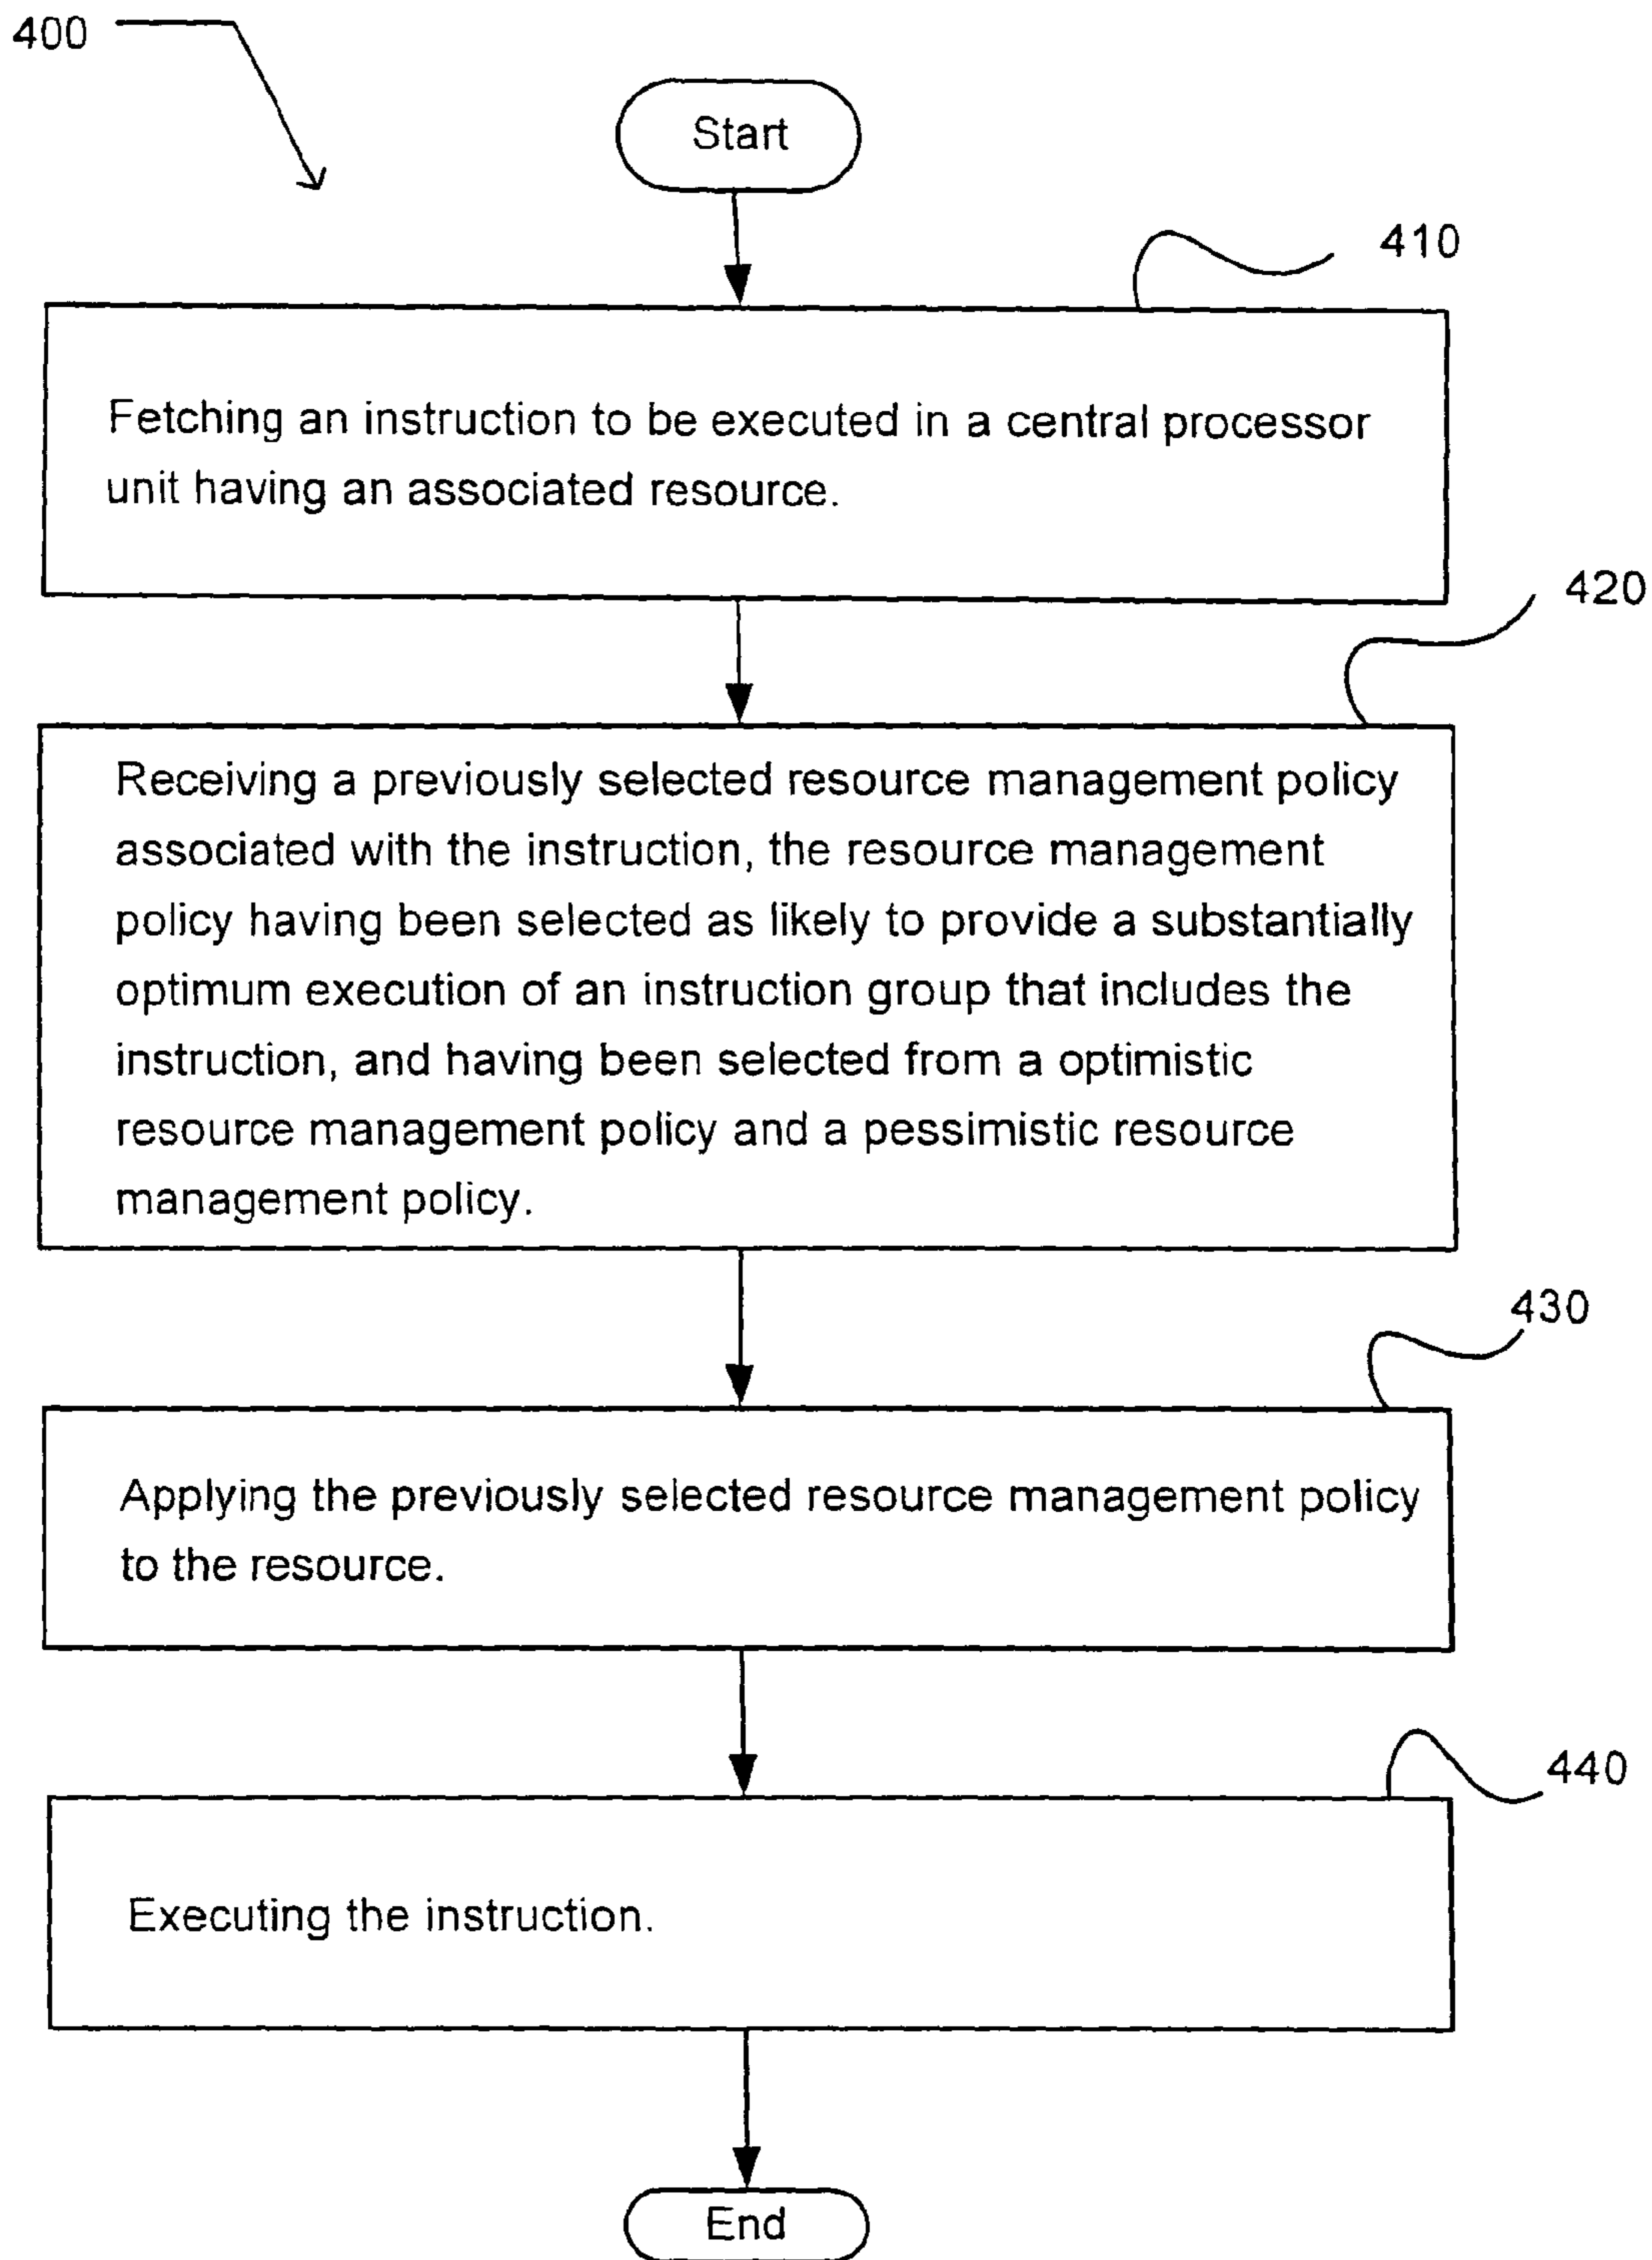 400
Start
410
Fetching an instruction to be executed in a central processor
unit having an associated resource.
420
Receiving a previously selected resource management policy
associated with the instruction, the resource management
policy having been selected as likely to provide a substantially
optimum execution of an instruction group that includes the
instruction, and having been selected from a optimistic
resource management policy and a pessimistic resource
management policy.
430
Applying the previously selected resource management policy
to the resource.
440
Executing the instruction.
End